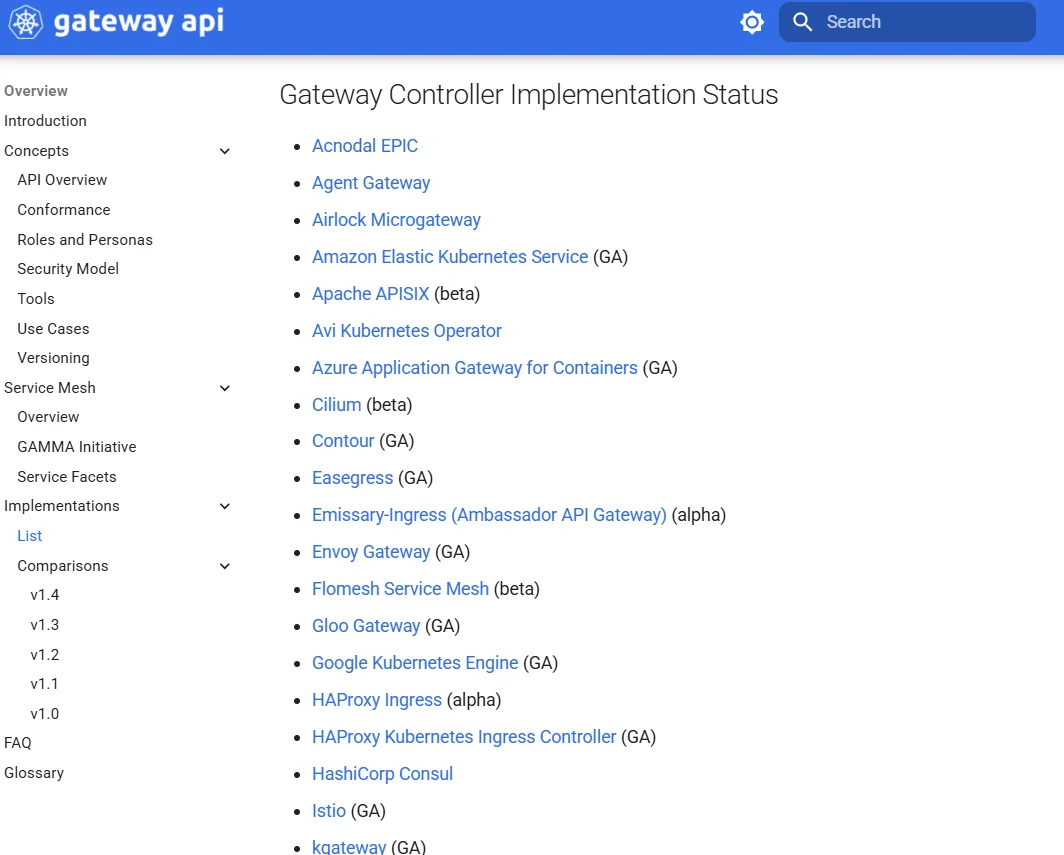 gateway api
Search
Overview
Introduction
Concepts
API Overview
Conformance
Roles and Personas
Security Model
Tools
Use Cases
Versioning
Service Mesh
Overview
GAMMA Initiative
Service Facets
Implementations
List
Comparisons
v1.4
v1.3
v1.2
v1.1
v1.0
FAQ
Glossary
Gateway Controller Implementation Status
Acnodal EPIC
Agent Gateway
Airlock Microgateway
Amazon Elastic Kubernetes Service (GA)
Apache APISIX (beta)
Avi Kubernetes Operator
Azure Application Gateway for Containers (GA)
Cilium (beta)
Contour (GA)
Easegress (GA)
Emissary-Ingress (Ambassador API Gateway) (alpha)
Envoy Gateway (GA)
Flomesh Service Mesh (beta)
Gloo Gateway (GA)
Google Kubernetes Engine (GA)
HAProxy Ingress (alpha)
HAProxy Kubernetes Ingress Controller (GA)
HashiCorp Consul
Istio (GA)
kgateway (GA)